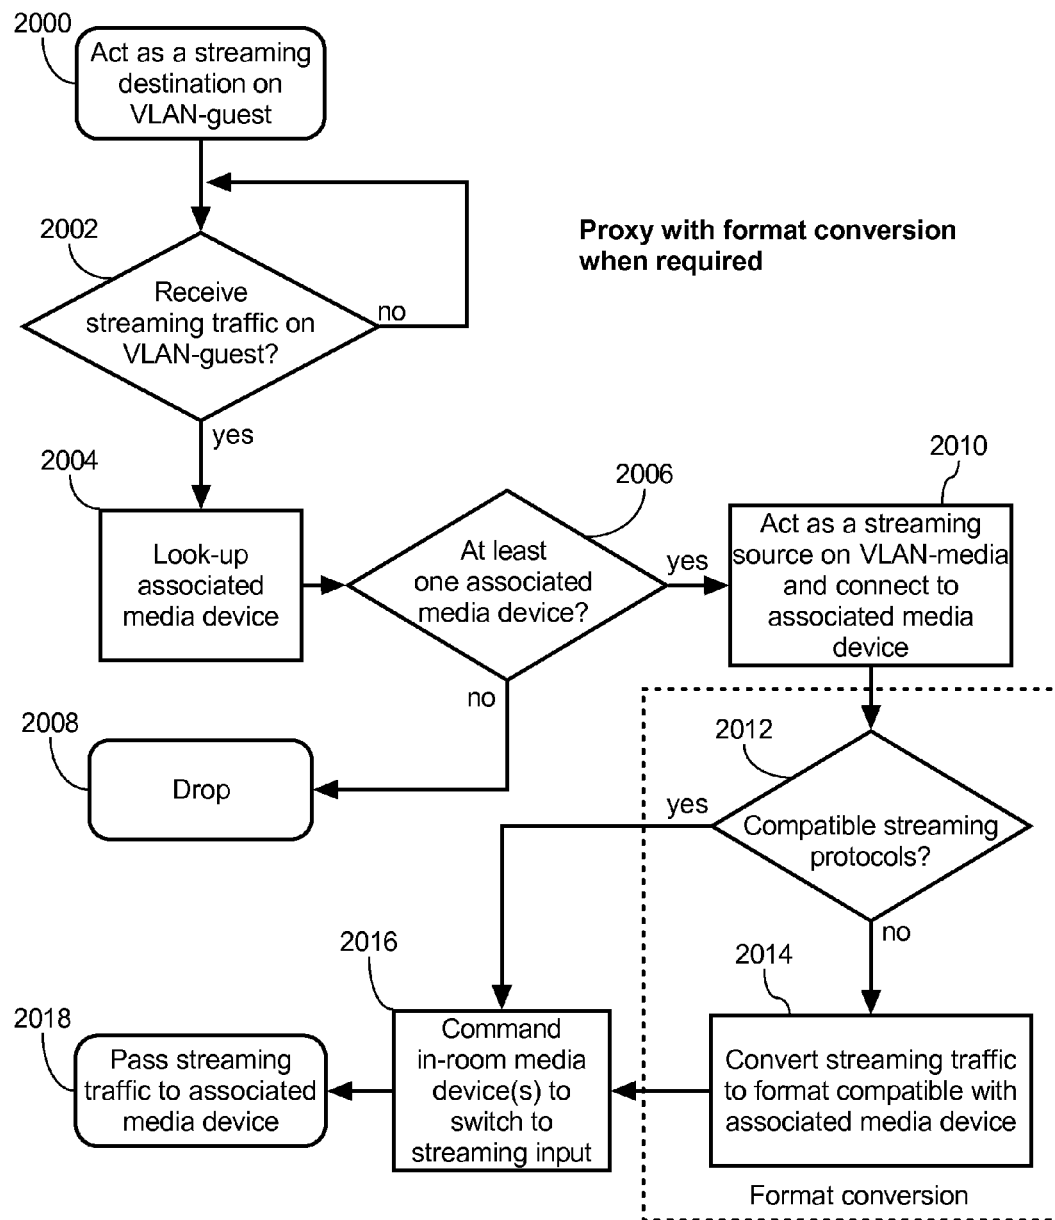 2000
Act as a streaming
destination on
VLAN-guest
2002
Receive
streaming traffic on
VLAN-guest?
no
yes
Proxy with format conversion
when required
2004
Look-up
associated
media device
2006
At least
one associated
media device?
yes
no
2010
Act as a streaming
source on VLAN-media
and connect to
associated media
device
2008
Drop
2012
Compatible streaming
protocols?
yes
no
2014
Convert streaming traffic
to format compatible with
associated media device
Format conversion
2016
Command
in-room media
device(s) to
switch to
streaming input
2018
Pass streaming
traffic to associated
media device